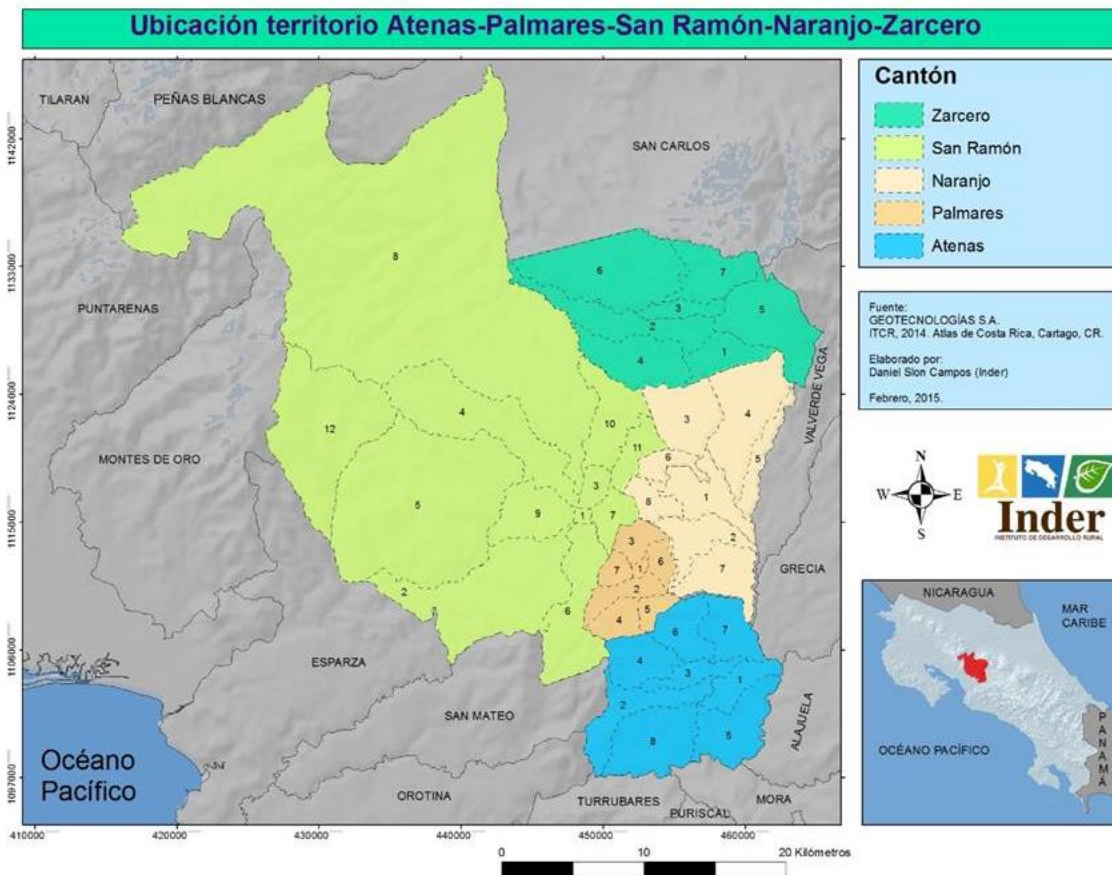 Ubicación territorio Atenas-Palmares-San Ramón-Naranjo-Zarcero
TILARAN
PEÑAS BLANCAS
SAN CARLOS
PUNTARENAS
MONTES DE ORO
VALVERDE VEGA
GRECIA
ESPARZA
SAN MATEO
ALAJUELA
OROTINA
TURRUBARES
PURISCAL
MORA
Océano
Pacífico
8
12
4
5
9
10
11
3
1
7
2
6
6
7
3
5
2
4
1
3
4
5
6
1
8
2
7
3
7
1
6
2
4
5
6
7
4
3
1
2
8
5
1142000
1133000
1124000
1115000
1106000
1097000
410000
420000
430000
440000
450000
460000
0
10
20 Kilómetros
Cantón
Zarcero
San Ramón
Naranjo
Palmares
Atenas
Fuente:
GEOTECNOLOGÍAS S.A.
ITCR, 2014. Atlas de Costa Rica, Cartago, CR.
Elaborado por:
Daniel Slon Campos (Inder)
Febrero, 2015.
N
W
E
S
Inder
INSTITUTO DE DESARROLLO RURAL
NICARAGUA
MAR
CARIBE
OCÉANO PACÍFICO
PANAMÁ